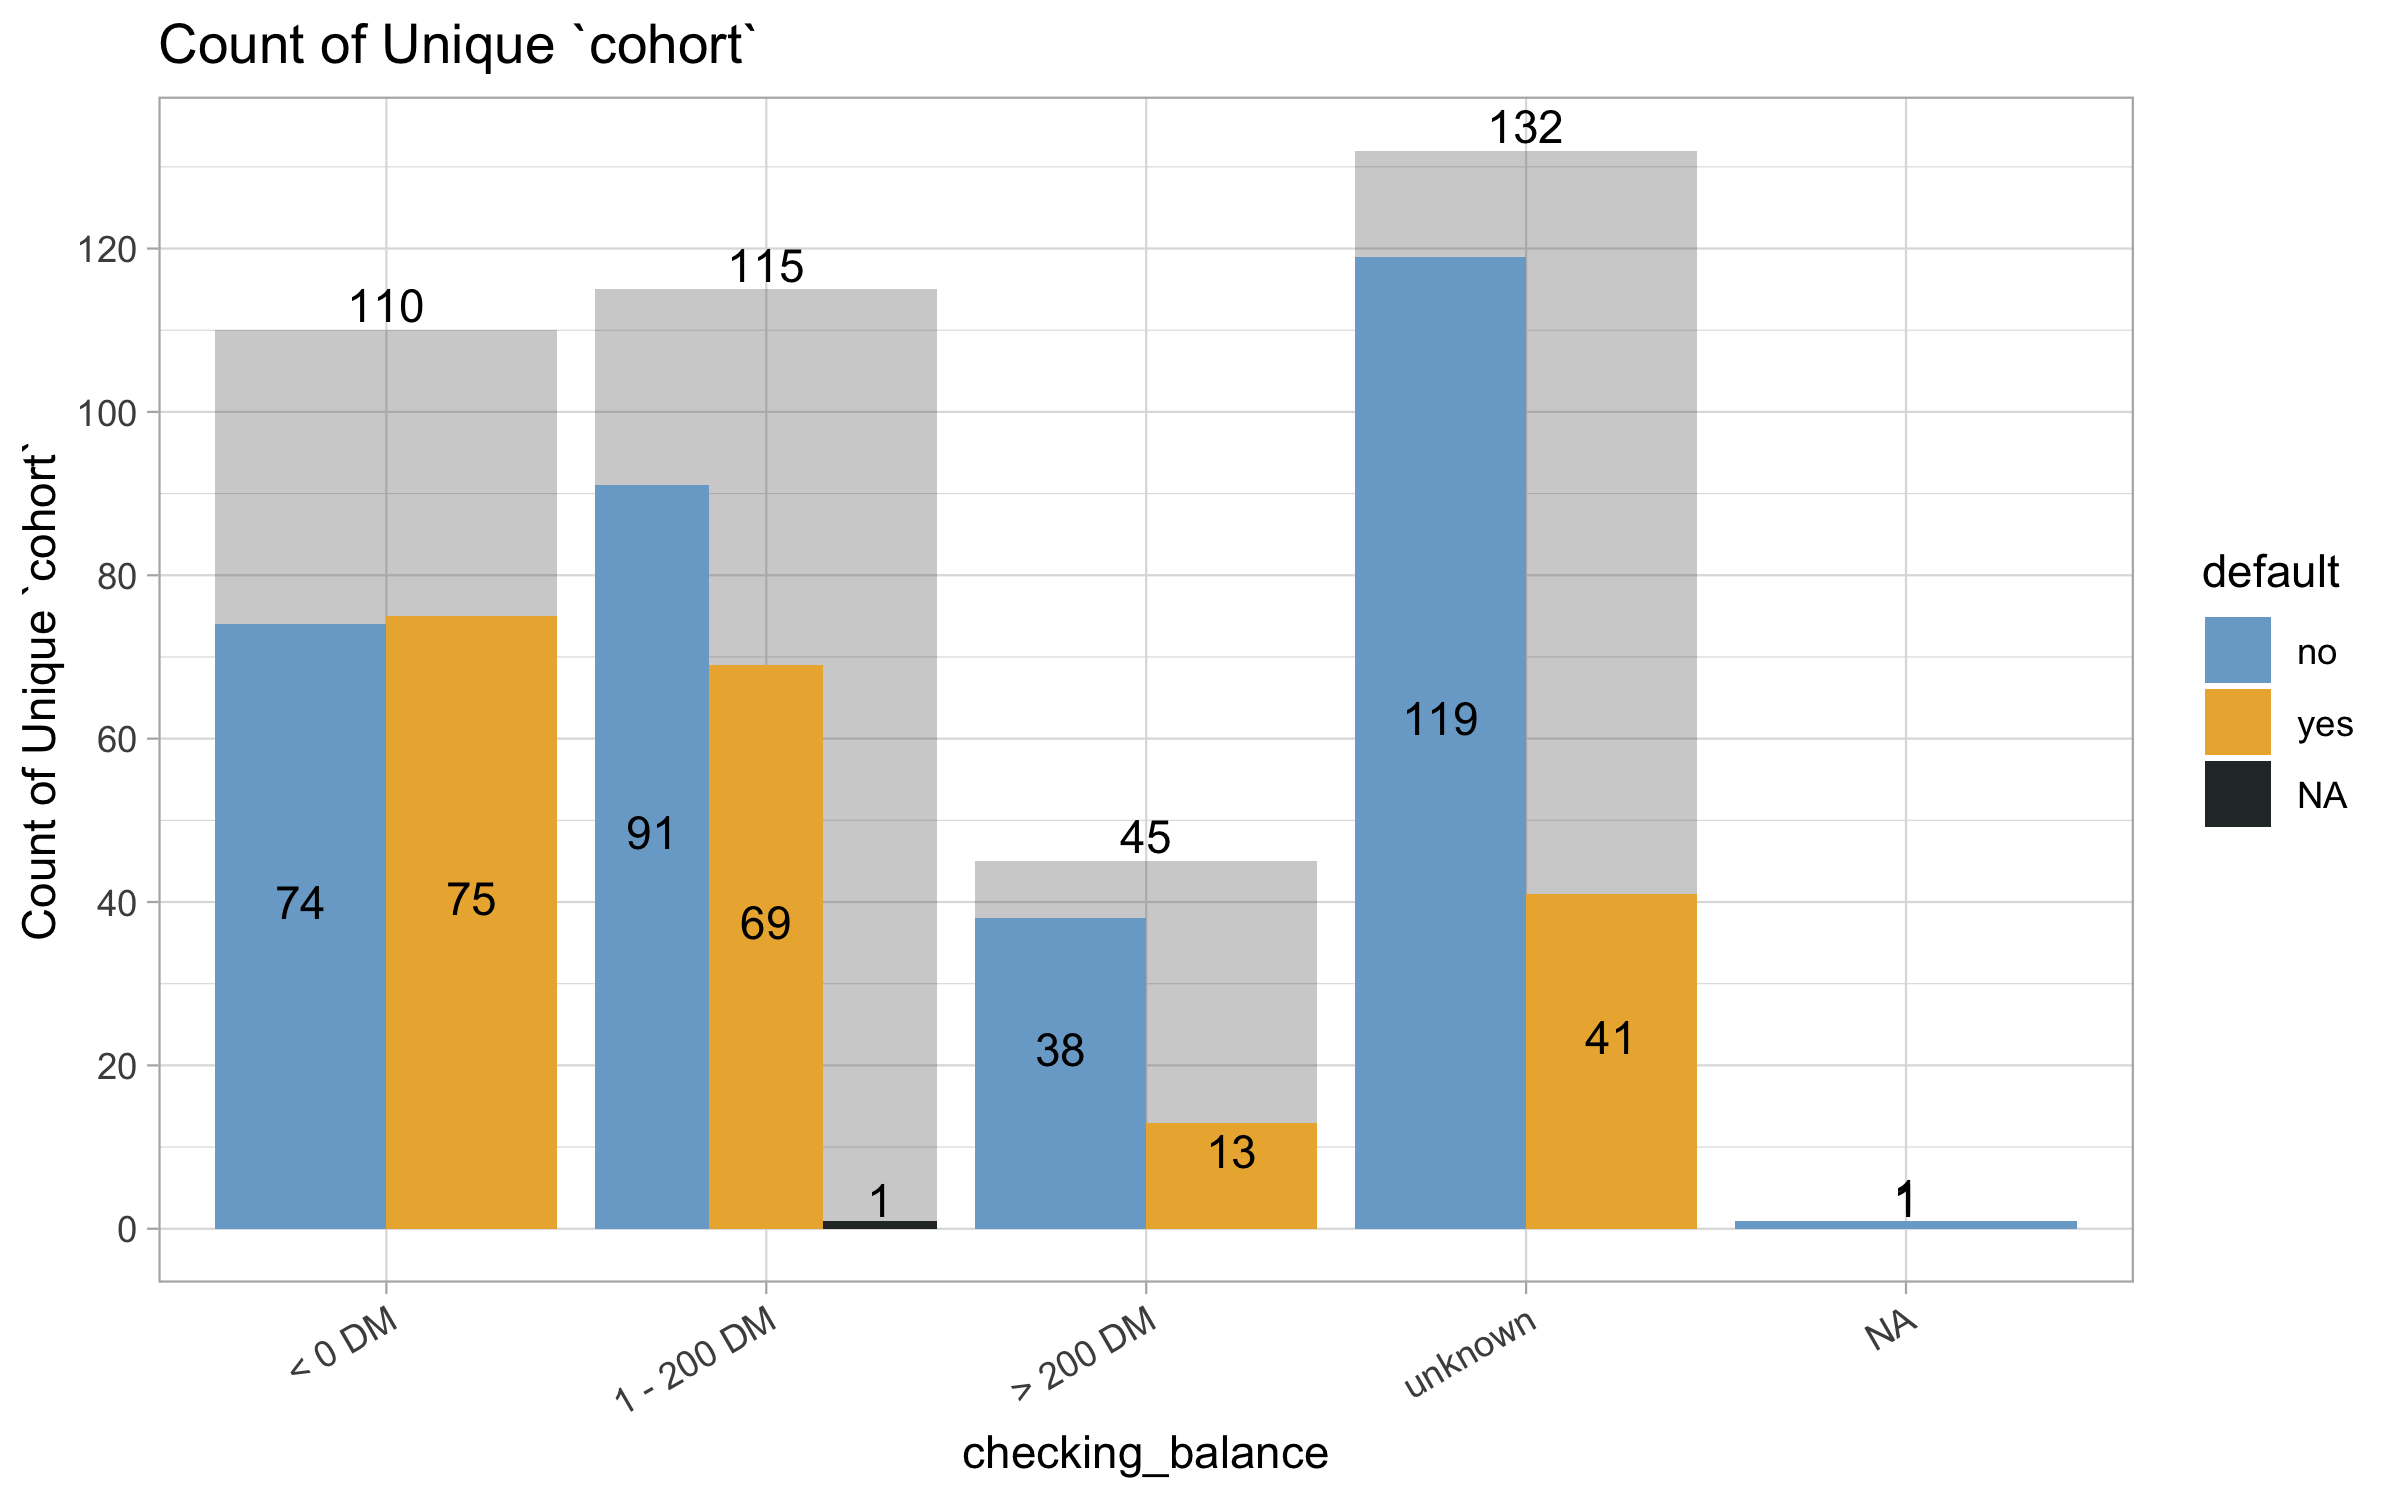 Count of Unique `cohort`
Count of Unique `cohort`
120
100
80
60
40
20
0
110
115
45
132
74
75
91
69
1
38
13
119
41
1
< 0 DM
1 - 200 DM
> 200 DM
unknown
NA
checking_balance
default
no
yes
NA